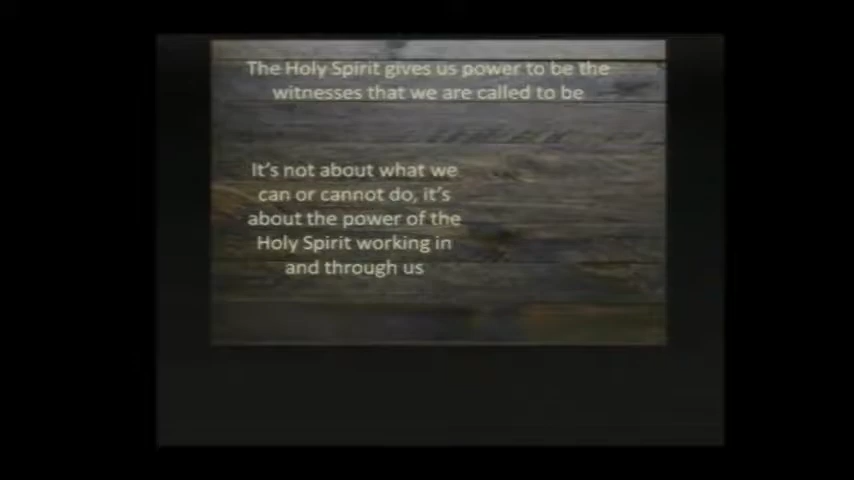 The Holy Spirit gives us power to be the
witnesses that we are called to be
It's not about what we
can or cannot do, it's
about the power of the
Holy Spirit working in
and through us